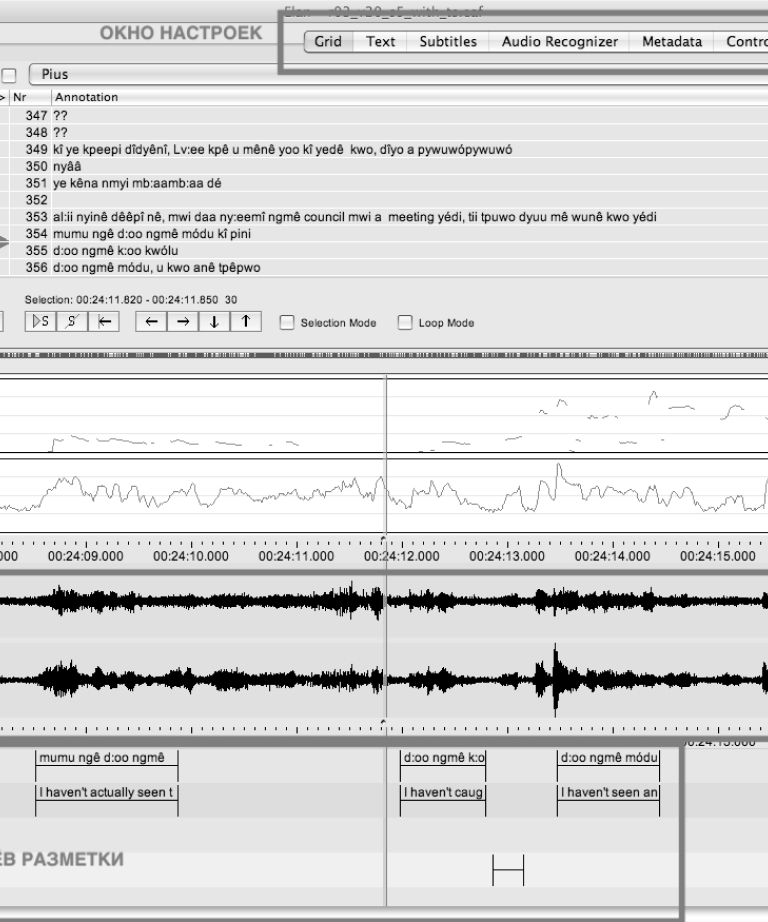 Elan - r03_v20_s5_with_ts.eaf
ОКНО НАСТРОЕК
Grid Text Subtitles Audio Recognizer Metadata Contro
Pius
> Nr Annotation
347 ??
348 ??
349 kî ye kpeepi dîdyênî, Lv:ee kpê u mênê yoo kî yedê kwo, dîyo a pywuwópywuwó
350 nyââ
351 ye kêna nmyi mb:aamb:aa dé
352
353 al:ii nyinê dêêpî nê, mwi daa ny:eemî ngmê council mwi a meeting yédi, tii tpuwo dyuu mê wunê kwo yédi
354 mumu ngê d:oo ngmê módu kî pini
355 d:oo ngmê k:oo kwólu
356 d:oo ngmê módu, u kwo anê tpêpwo
Selection: 00:24:11.820 - 00:24:11.850 30
S S ← → ↓ ↑ Selection Mode Loop Mode
000 00:24:09.000 00:24:10.000 00:24:11.000 00:24:12.000 00:24:13.000 00:24:14.000 00:24:15.000
00:24:15.000
mumu ngê d:oo ngmê d:oo ngmê k:o d:oo ngmê módu
I haven't actually seen t I haven't caug I haven't seen an
ЁВ РАЗМЕТКИ